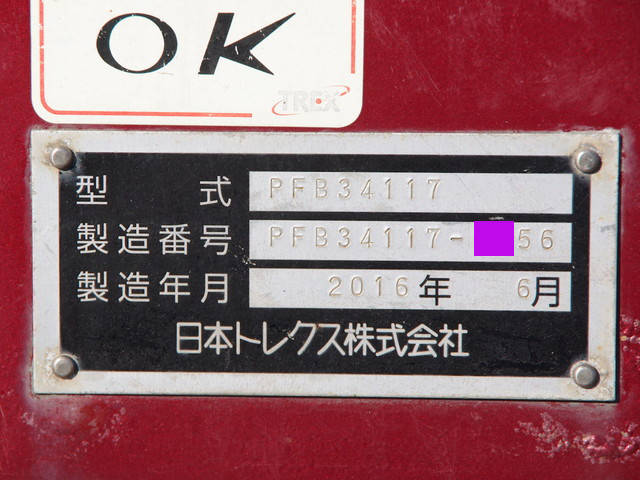 OK
TREX
型式 PFB34117
製造番号 PFB34117- 56
製造年月 2016年 6月
日本トレクス株式会社